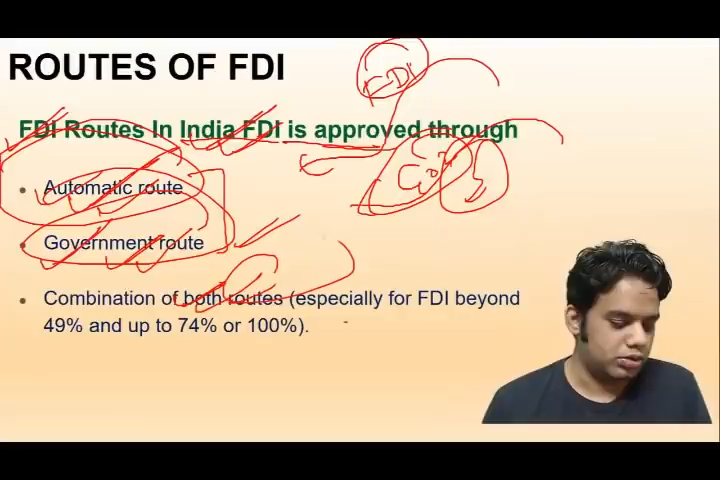 ROUTES OF FDI
FDI
FDI Routes In India FDI is approved through
Automatic route
Government route
Combination of both routes (especially for FDI beyond
49% and up to 74% or 100%).